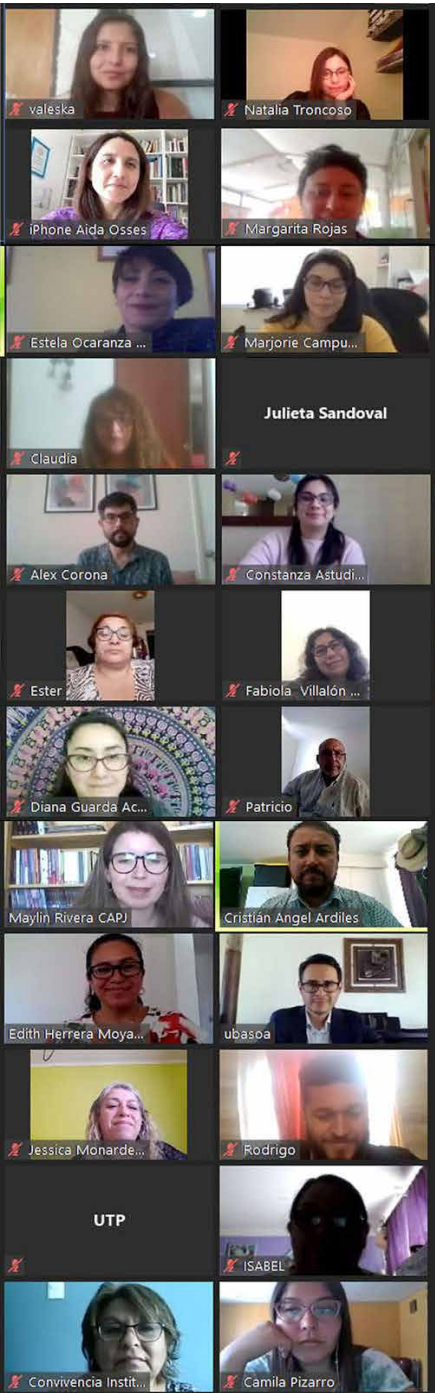 valeska
Natalia Troncoso
iPhone Aida Osses
Margarita Rojas
Estela Ocaranza ...
Marjorie Campu...
Claudia
Julieta Sandoval
Alex Corona
Constanza Astudi...
Ester
Fabiola Villalón ...
Diana Guarda Ac...
Patricio
Maylin Rivera CAPJ
Cristián Angel Ardiles
Edith Herrera Moya...
ubasoa
Jessica Monarde...
Rodrigo
UTP
ISABEL
Convivencia Instit...
Camila Pizarro